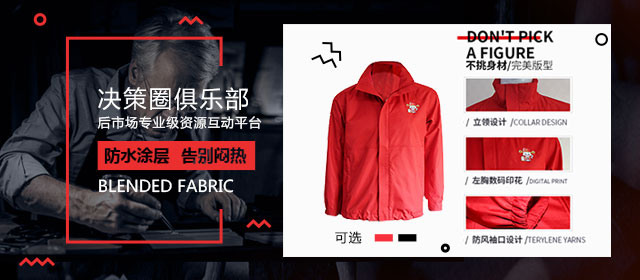 决策圈俱乐部
后市场专业级资源互动平台
防水涂层 告别闷热
BLENDED FABRIC
可选
DON'T PICK
A FIGURE
不挑身材/完美版型
/ 立领设计/COLLAR DESIGN
/ 左胸数码印花/DIGITAL PRINT
/ 防风袖口设计/TERYLENE YARNS